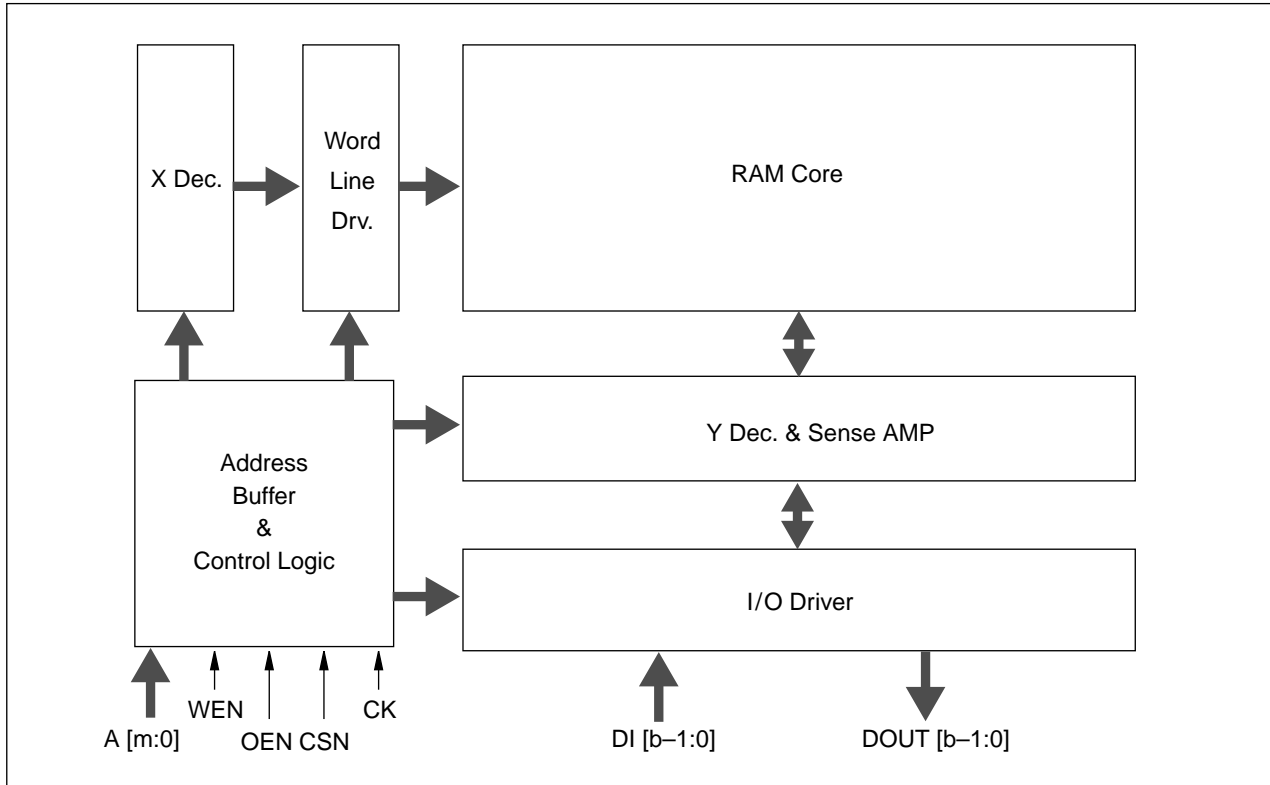 X Dec.
Word
Line
Drv.
RAM Core
Address
Buffer
&
Control Logic
Y Dec. & Sense AMP
I/O Driver
A [m:0]
WEN
OEN
CSN
CK
DI [b–1:0]
DOUT [b–1:0]